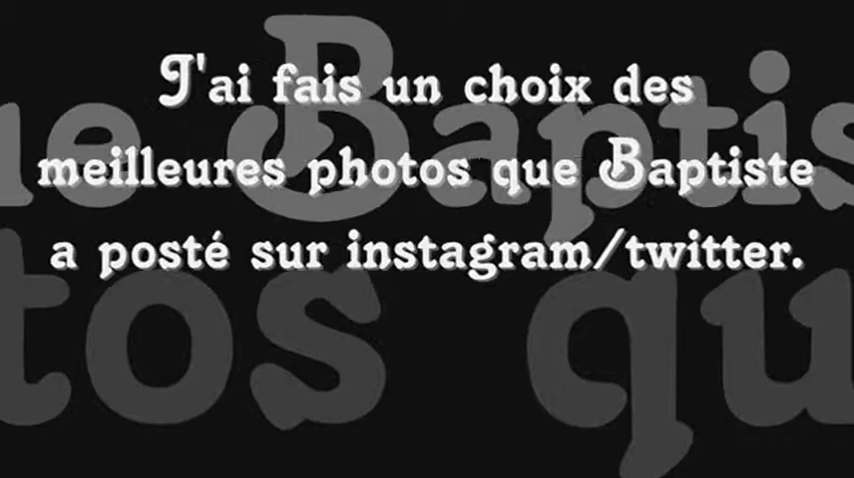 J'ai fais un choix des
meilleures photos que Baptiste
a posté sur instagram/twitter.